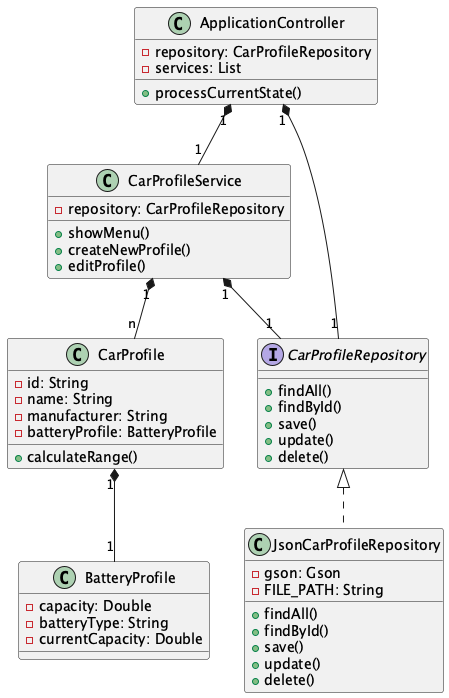 C ApplicationController
repository: CarProfileRepository
services: List
processCurrentState()
1
1
1
C CarProfileService
repository: CarProfileRepository
showMenu()
createNewProfile()
editProfile()
1
1
n
1
1
C CarProfile
id: String
name: String
manufacturer: String
batteryProfile: BatteryProfile
calculateRange()
I CarProfileRepository
findAll()
findById()
save()
update()
delete()
1
1
C BatteryProfile
capacity: Double
batteryType: String
currentCapacity: Double
C JsonCarProfileRepository
gson: Gson
FILE_PATH: String
findAll()
findById()
save()
update()
delete()